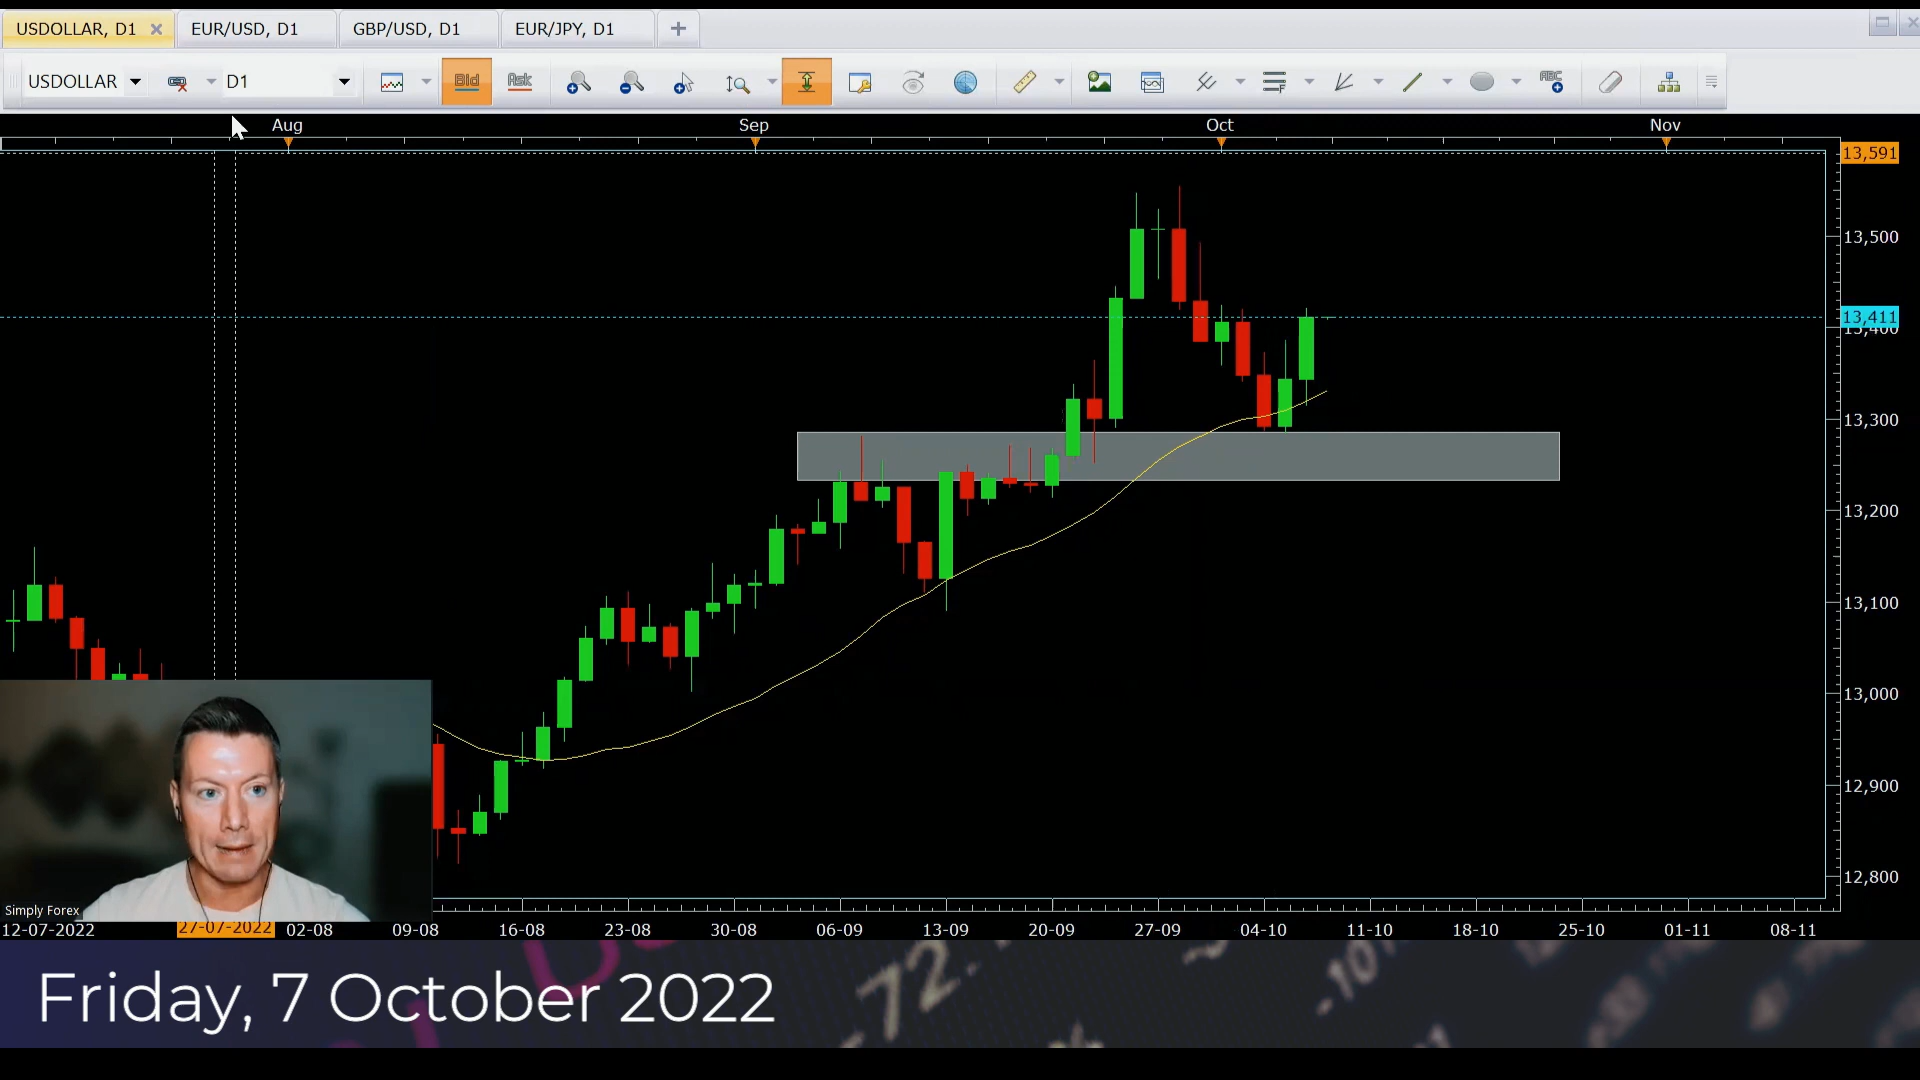 USDOLLAR, D1 EUR/USD, D1 GBP/USD, D1 EUR/JPY, D1
USDOLLAR D1 Bid Ask ABC
Aug Sep Oct Nov
13,591
13,500
13,411
13,400
13,300
13,200
13,100
13,000
12,900
12,800
Simply Forex
12-07-2022 27-07-2022 02-08 09-08 16-08 23-08 30-08 06-09 13-09 20-09 27-09 04-10 11-10 18-10 25-10 01-11 08-11
Friday, 7 October 2022